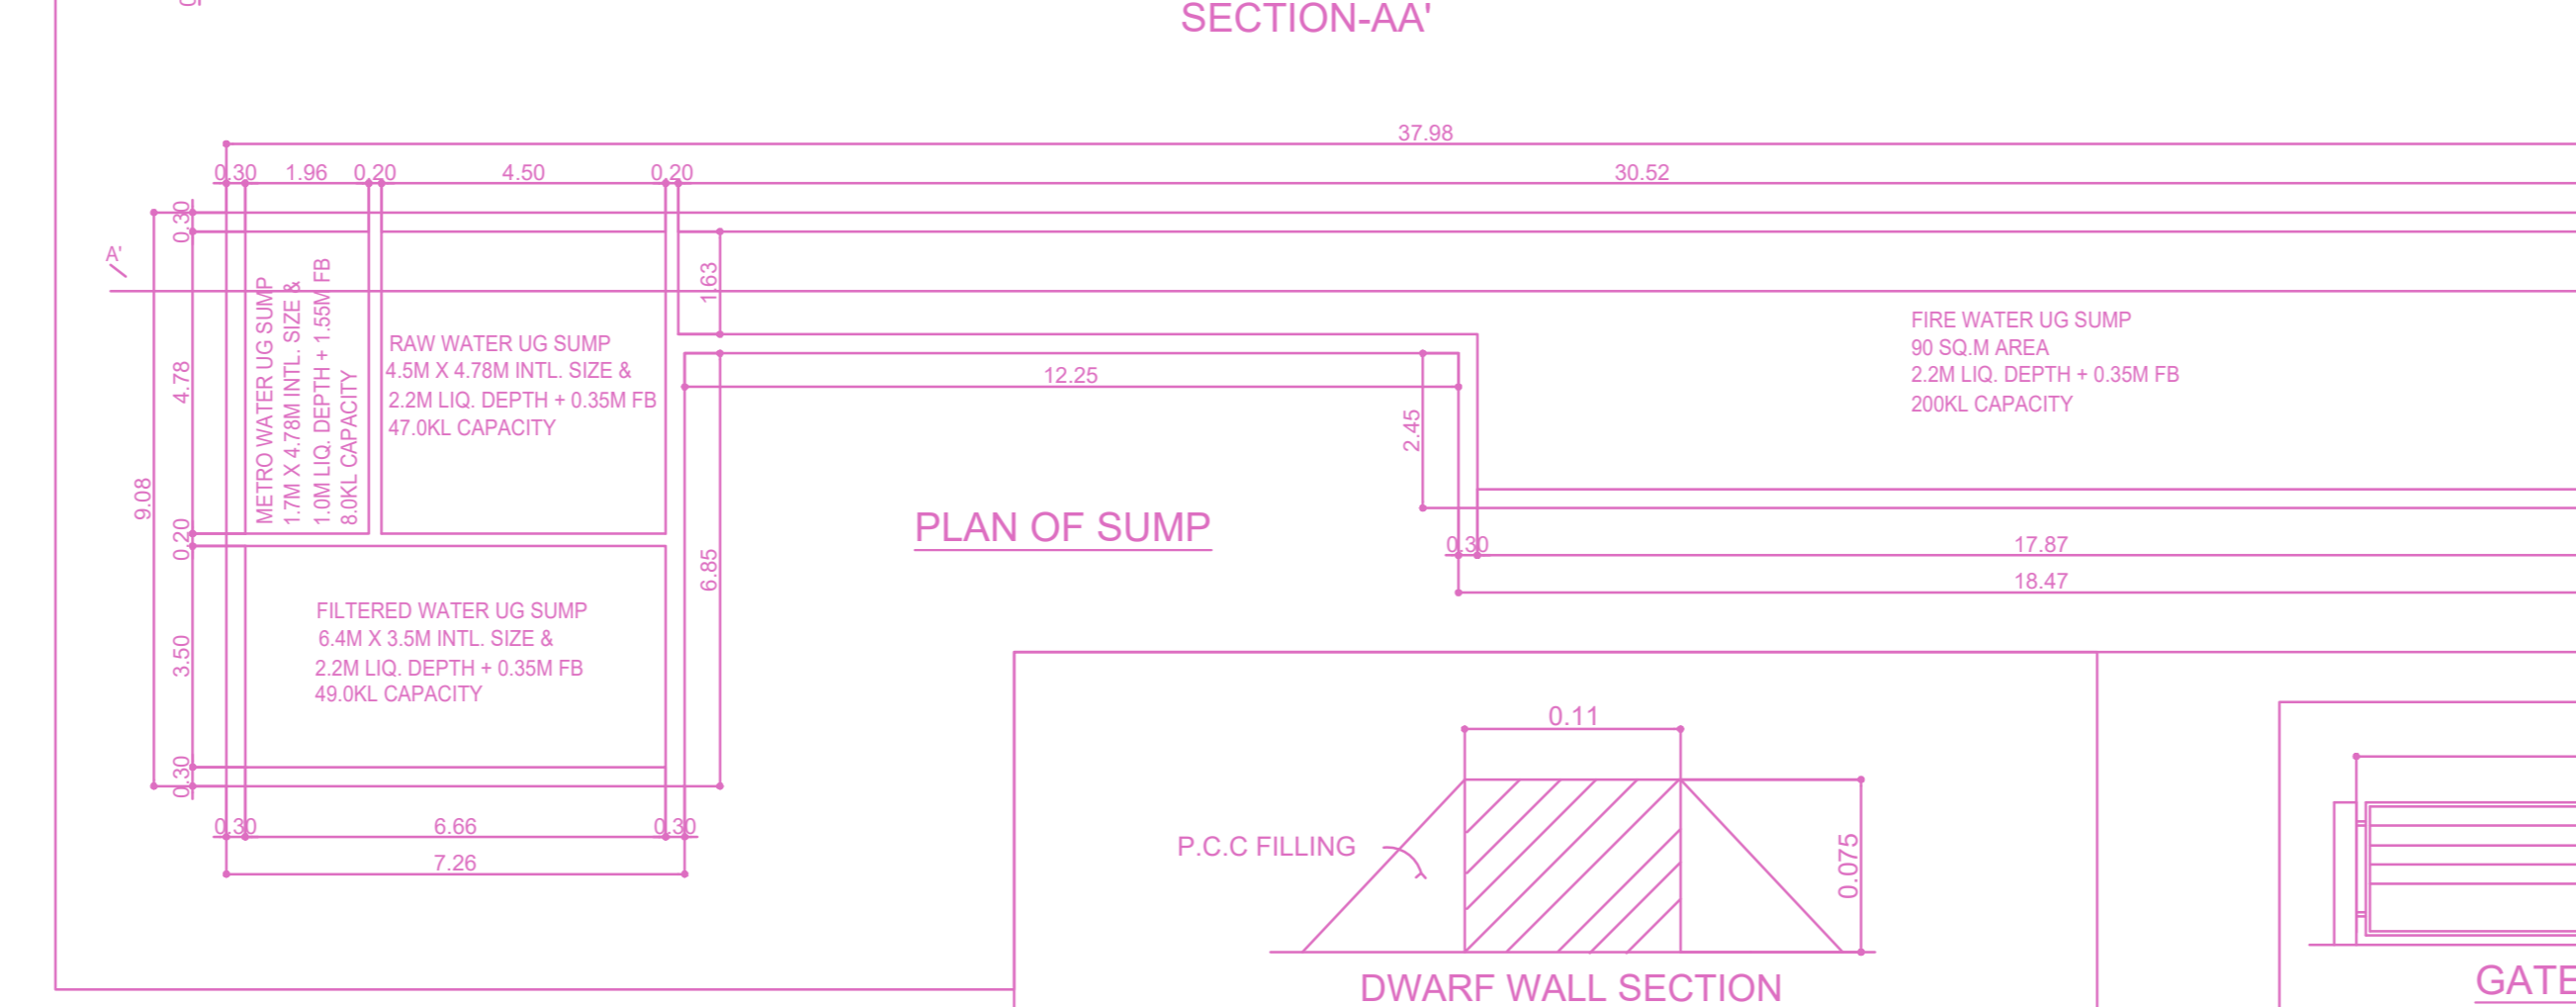 SECTION-AA'
37.98
0.30 1.96 0.20 4.50 0.20 30.52
0.30
A'
1.63
4.78
9.08
0.20
3.50
0.30
METRO WATER UG SUMP
1.7M X 4.78M INTL. SIZE &
1.0M LIQ. DEPTH + 1.55M FB
8.0KL CAPACITY
RAW WATER UG SUMP
4.5M X 4.78M INTL. SIZE &
2.2M LIQ. DEPTH + 0.35M FB
47.0KL CAPACITY
12.25
2.45
6.85
FIRE WATER UG SUMP
90 SQ.M AREA
2.2M LIQ. DEPTH + 0.35M FB
200KL CAPACITY
PLAN OF SUMP
0.30 17.87
18.47
FILTERED WATER UG SUMP
6.4M X 3.5M INTL. SIZE &
2.2M LIQ. DEPTH + 0.35M FB
49.0KL CAPACITY
0.30 6.66 0.30
7.26
0.11
P.C.C FILLING
0.075
DWARF WALL SECTION
GATE